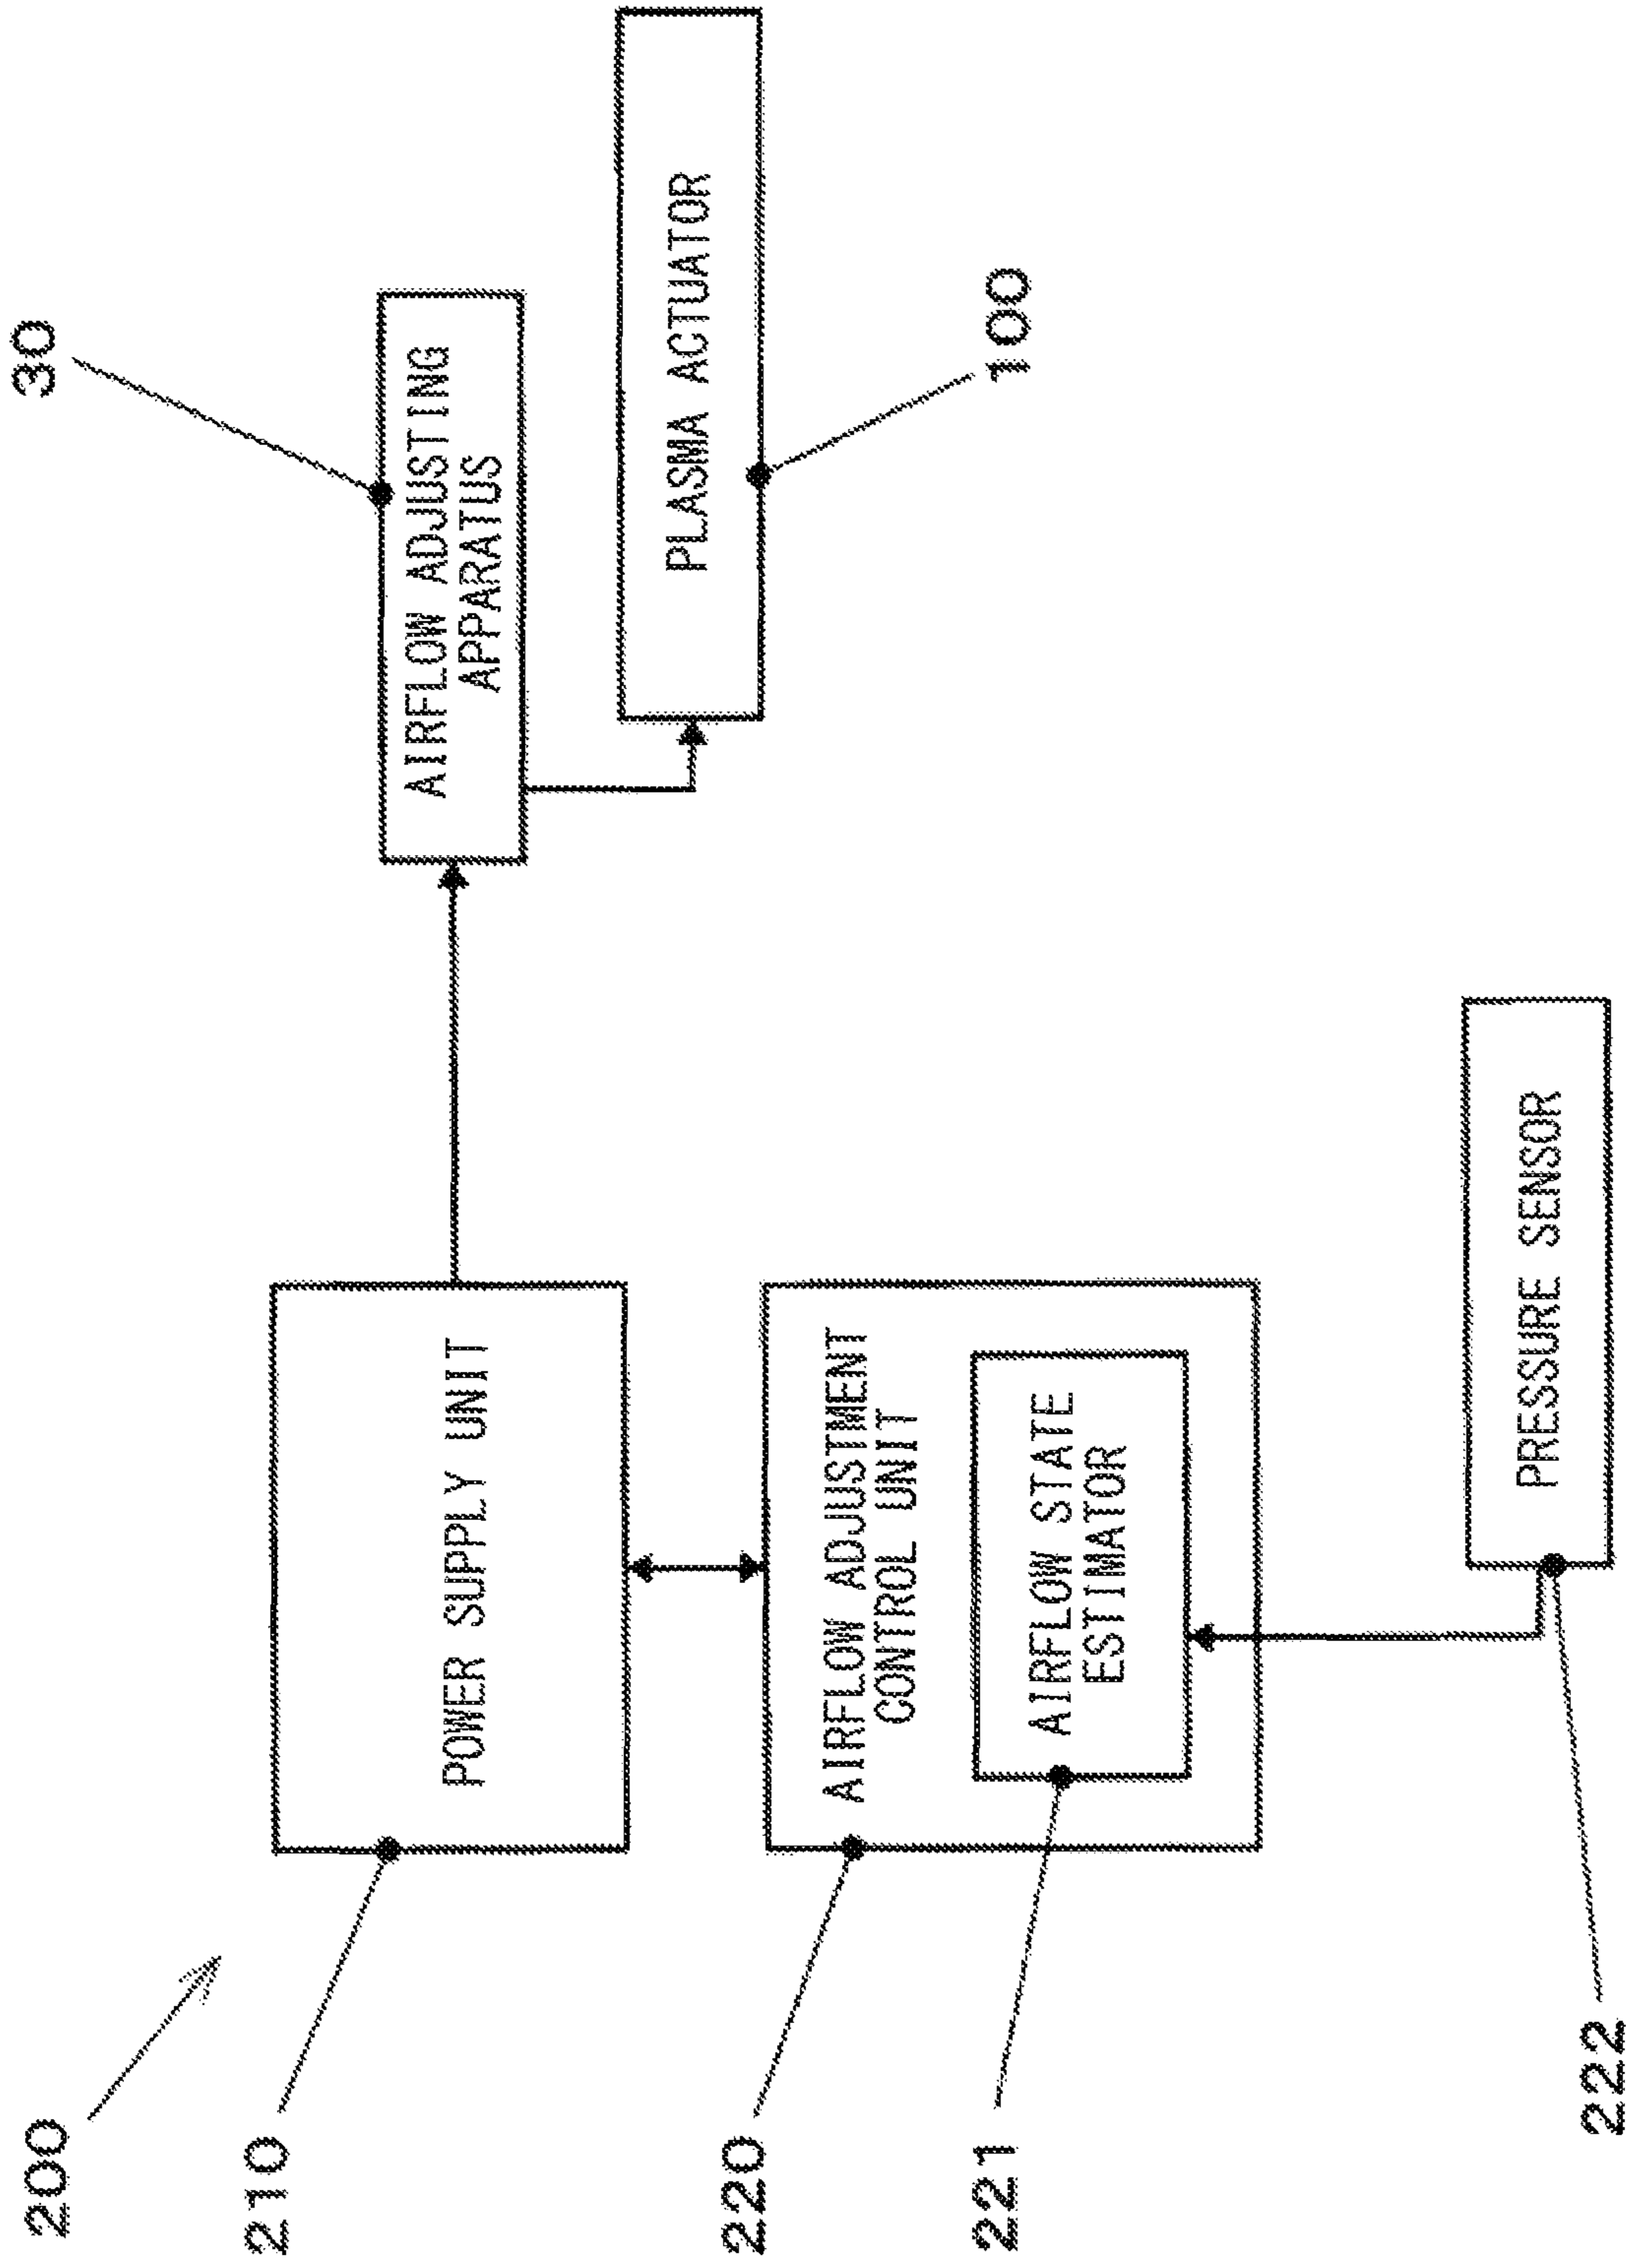 200
30
210
POWER SUPPLY UNIT
AIRFLOW ADJUSTING
APPARATUS
PLASMA ACTUATOR
100
220
AIRFLOW ADJUSTMENT
CONTROL UNIT
221
AIRFLOW STATE
ESTIMATOR
PRESSURE SENSOR
222